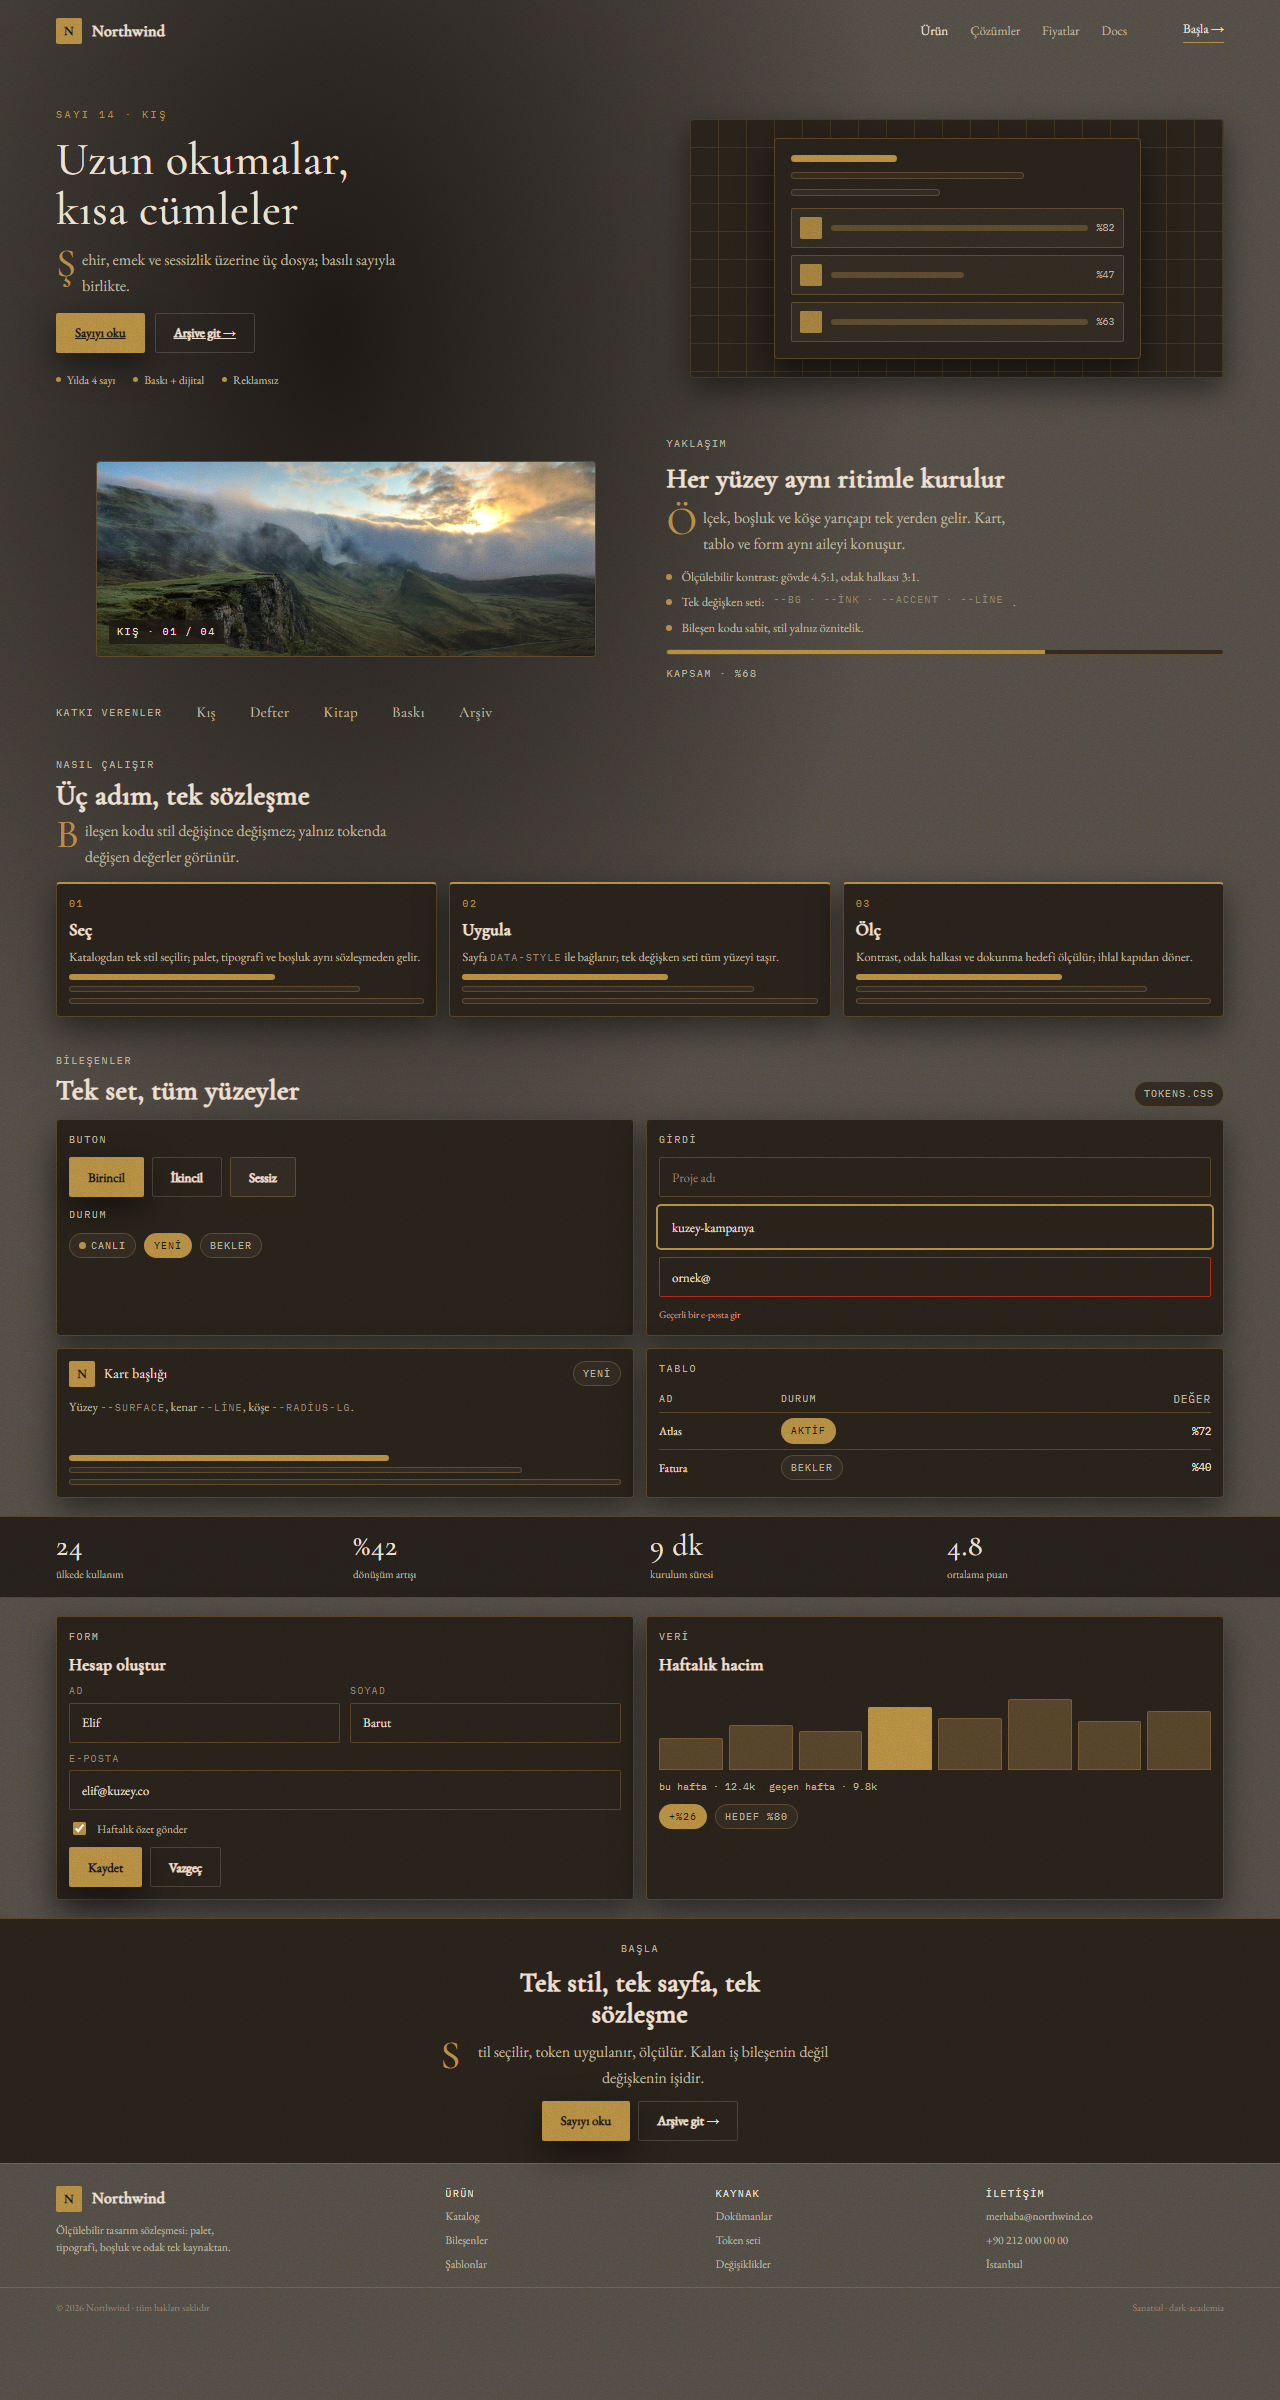 N Northwind
Ürün Çözümler Fiyatlar Docs Başla →
SAYI 14 · KIŞ
Uzun okumalar,
kısa cümleler
Şehir, emek ve sessizlik üzerine üç dosya; basılı sayıyla
birlikte.
Sayıyı oku Arşive git →
Yılda 4 sayı Baskı + dijital Reklamsız
%82
%47
%63
KIŞ · 01 / 04
YAKLAŞIM
Her yüzey aynı ritimle kurulur
Ölçek, boşluk ve köşe yarıçapı tek yerden gelir. Kart,
tablo ve form aynı aileyi konuşur.
Ölçülebilir kontrast: gövde 4.5:1, odak halkası 3:1.
Tek değişken seti: --BG · --İNK · --ACCENT · --LİNE .
Bileşen kodu sabit, stil yalnız öznitelik.
KAPSAM · %68
KATKI VERENLER Kış Defter Kitap Baskı Arşiv
NASIL ÇALIŞIR
Üç adım, tek sözleşme
Bileşen kodu stil değişince değişmez; yalnız tokenda
değişen değerler görünür.
01
Seç
Katalogdan tek stil seçilir; palet, tipografi ve boşluk aynı sözleşmeden gelir.
02
Uygula
Sayfa DATA-STYLE ile bağlanır; tek değişken seti tüm yüzeyi taşır.
03
Ölç
Kontrast, odak halkası ve dokunma hedefi ölçülür; ihlal kapıdan döner.
BİLEŞENLER
Tek set, tüm yüzeyler
TOKENS.CSS
BUTON
Birincil İkincil Sessiz
DURUM
CANLI YENİ BEKLER
GİRDİ
Proje adı
kuzey-kampanya
ornek@
Geçerli bir e-posta gir
N Kart başlığı YENİ
Yüzey --SURFACE, kenar --LİNE, köşe --RADİUS-LG.
TABLO
AD DURUM DEĞER
Atlas AKTİF %72
Fatura BEKLER %40
24
ülkede kullanım
%42
dönüşüm artışı
9 dk
kurulum süresi
4.8
ortalama puan
FORM
Hesap oluştur
AD SOYAD
Elif Barut
E-POSTA
elif@kuzey.co
Haftalık özet gönder
Kaydet Vazgeç
VERİ
Haftalık hacim
bu hafta · 12.4k geçen hafta · 9.8k
+%26 HEDEF %80
BAŞLA
Tek stil, tek sayfa, tek
sözleşme
Stil seçilir, token uygulanır, ölçülür. Kalan iş bileşenin değil
değişkenin işidir.
Sayıyı oku Arşive git →
N Northwind
Ölçülebilir tasarım sözleşmesi: palet,
tipografi, boşluk ve odak tek kaynaktan.
ÜRÜN
Katalog
Bileşenler
Şablonlar
KAYNAK
Dokümanlar
Token seti
Değişiklikler
İLETİŞİM
merhaba@northwind.co
+90 212 000 00 00
İstanbul
© 2026 Northwind · tüm hakları saklıdır
Sanatsal · dark-academia